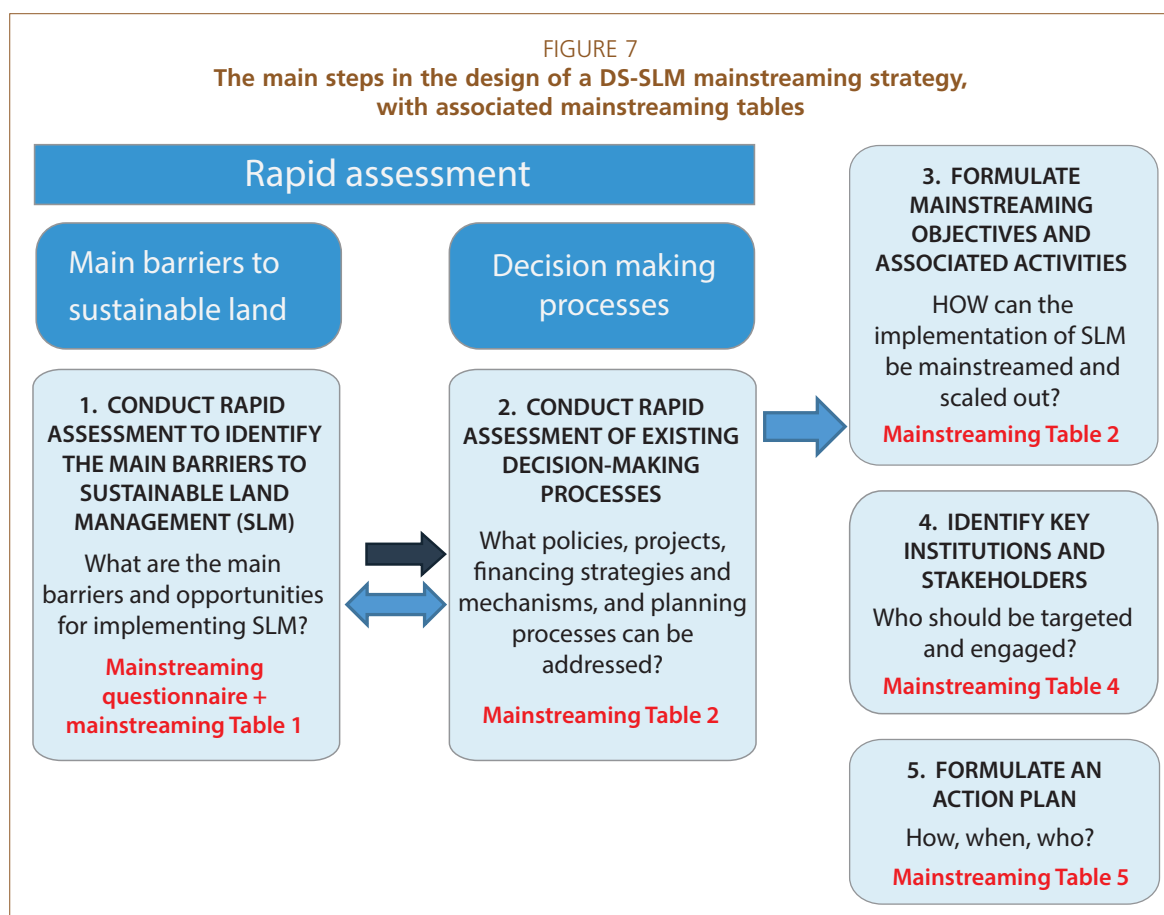 FIGURE 7
The main steps in the design of a DS-SLM mainstreaming strategy,
with associated mainstreaming tables
Rapid assessment
Main barriers to
sustainable land
Decision making
processes
1. CONDUCT RAPID
ASSESSMENT TO IDENTIFY
THE MAIN BARRIERS TO
SUSTAINABLE LAND
MANAGEMENT (SLM)
What are the main
barriers and opportunities
for implementing SLM?
Mainstreaming
questionnaire +
mainstreaming Table 1
2. CONDUCT RAPID
ASSESSMENT OF EXISTING
DECISION-MAKING
PROCESSES
What policies, projects,
financing strategies and
mechanisms, and planning
processes can be
addressed?
Mainstreaming Table 2
3. FORMULATE
MAINSTREAMING
OBJECTIVES AND
ASSOCIATED ACTIVITIES
HOW can the
implementation of SLM
be mainstreamed and
scaled out?
Mainstreaming Table 2
4. IDENTIFY KEY
INSTITUTIONS AND
STAKEHOLDERS
Who should be targeted
and engaged?
Mainstreaming Table 4
5. FORMULATE AN
ACTION PLAN
How, when, who?
Mainstreaming Table 5